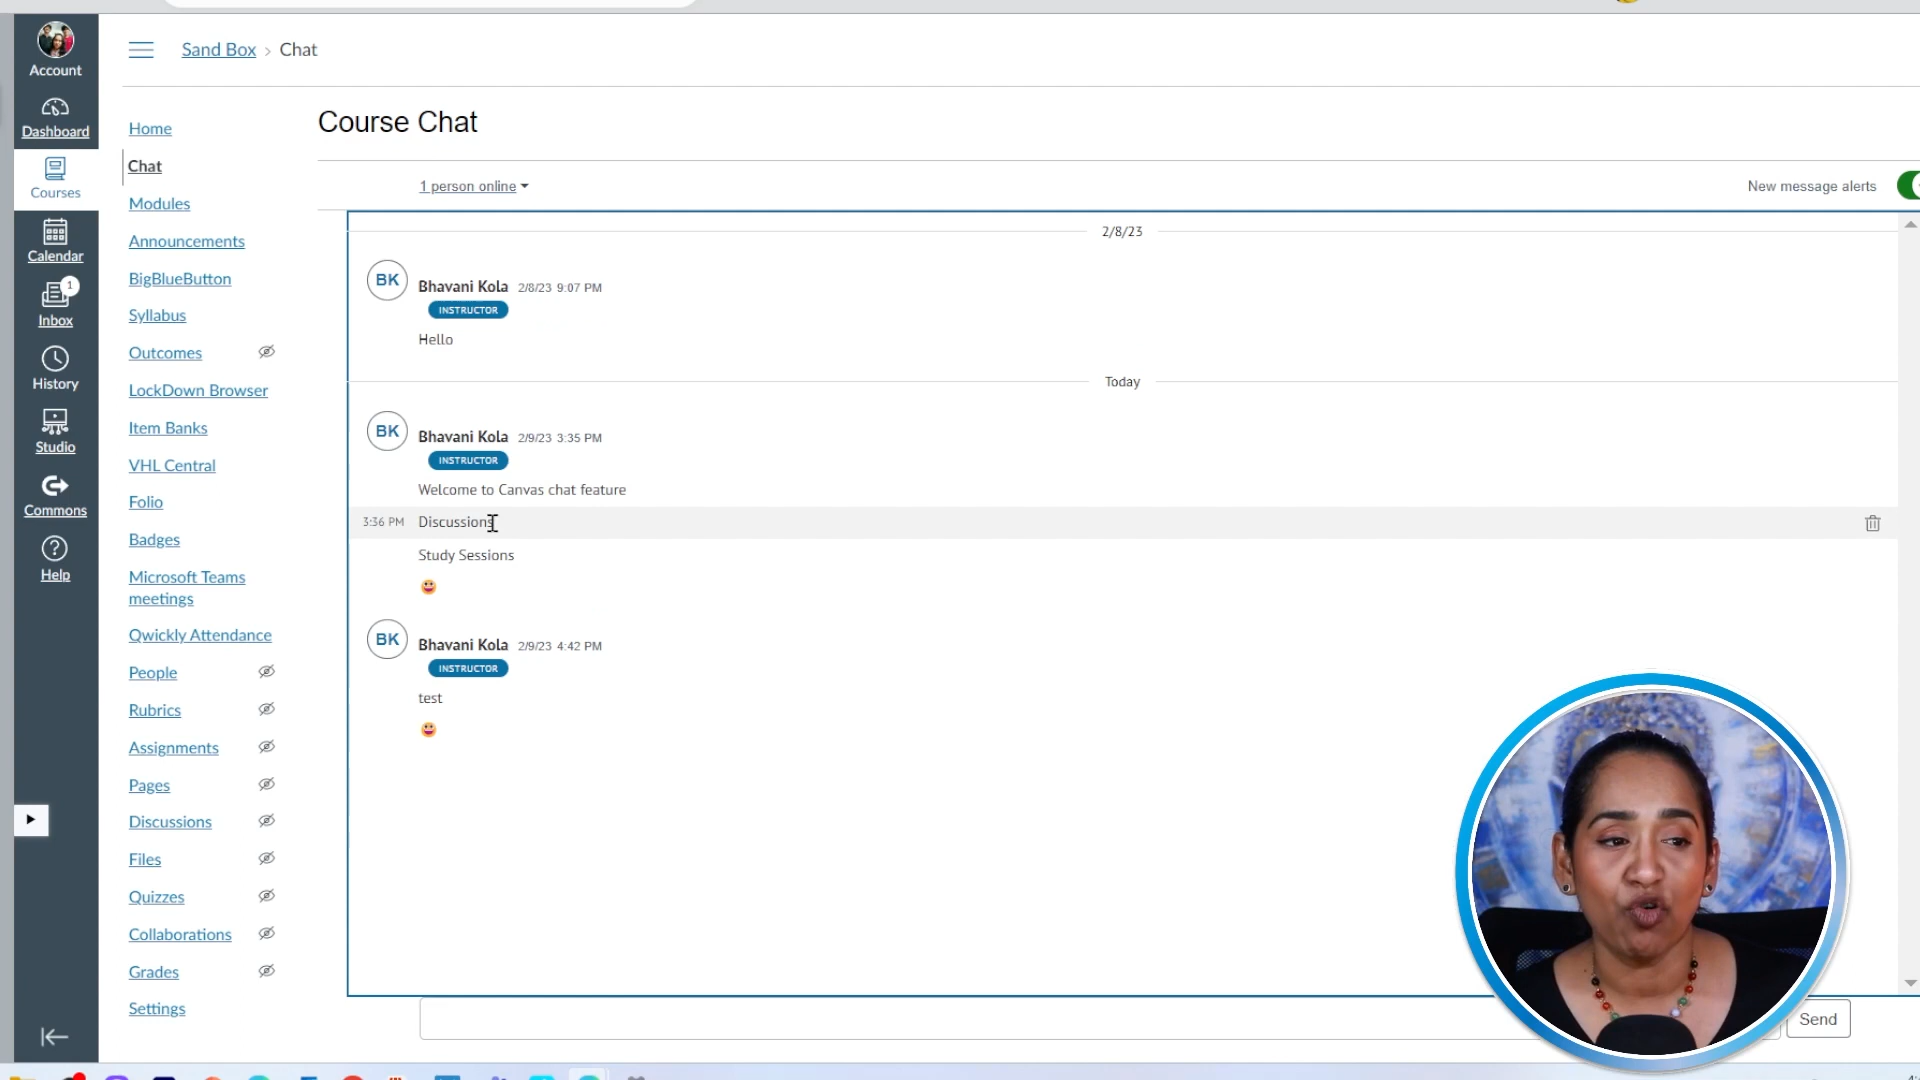 Account
Dashboard
Courses
Calendar
1
Inbox
History
Studio
Commons
Help
Sand Box > Chat
Home
Chat
Modules
Announcements
BigBlueButton
Syllabus
Outcomes
LockDown Browser
Item Banks
VHL Central
Folio
Badges
Microsoft Teams
meetings
Qwickly Attendance
People
Rubrics
Assignments
Pages
Discussions
Files
Quizzes
Collaborations
Grades
Settings
Course Chat
1 person online
New message alerts
2/8/23
BK
Bhavani Kola 2/8/23 9:07 PM
INSTRUCTOR
Hello
Today
BK
Bhavani Kola 2/9/23 3:35 PM
INSTRUCTOR
Welcome to Canvas chat feature
3:36 PM Discussions
Study Sessions
BK
Bhavani Kola 2/9/23 4:42 PM
INSTRUCTOR
test
Send